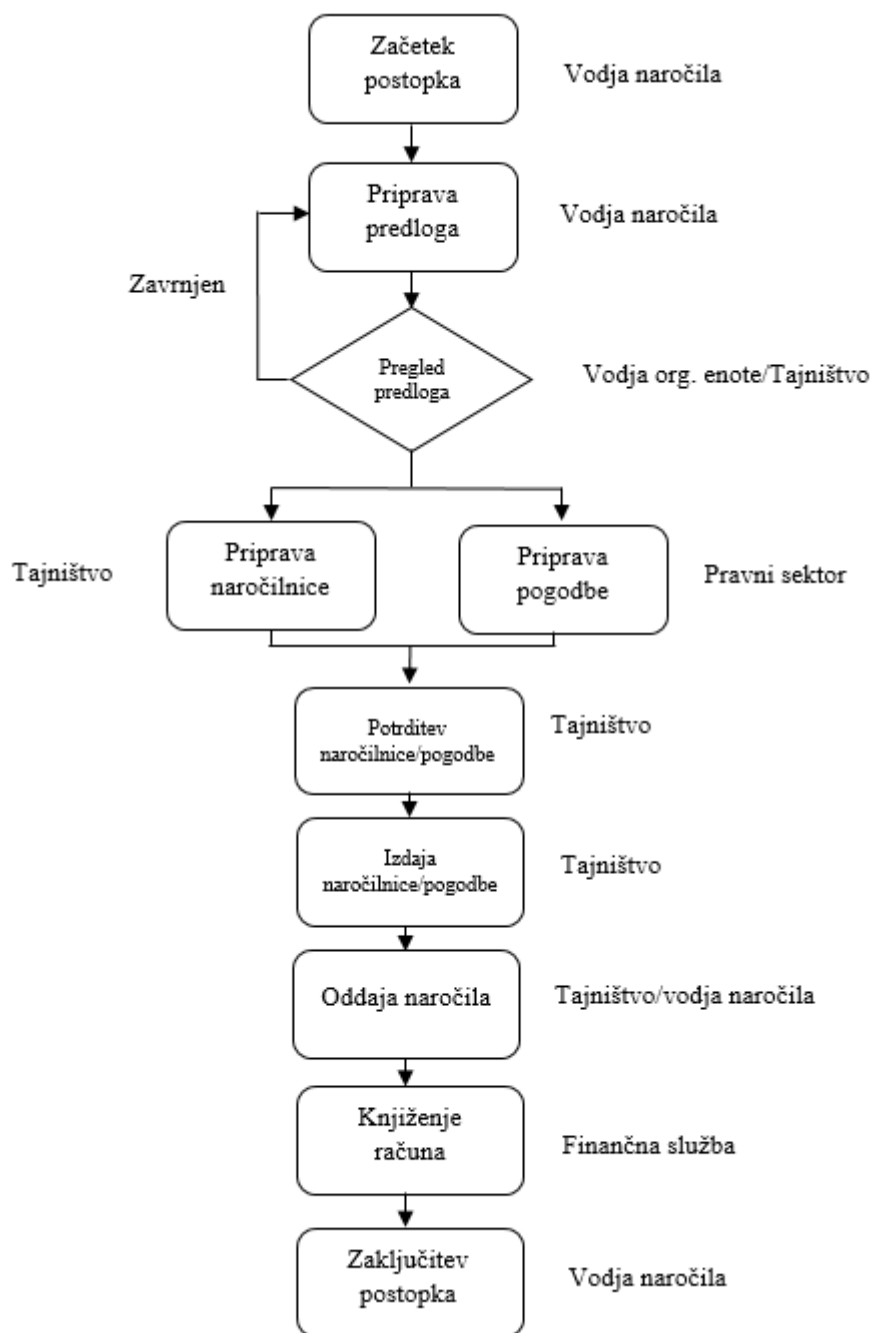 Začetek
postopka
Vodja naročila
Priprava
predloga
Vodja naročila
Zavrnjen
Pregled
predloga
Vodja org. enote/Tajništvo
Tajništvo
Priprava
naročilnice
Priprava
pogodbe
Pravni sektor
Potrditev
naročilnice/pogodbe
Tajništvo
Izdaja
naročilnice/pogodbe
Tajništvo
Oddaja naročila
Tajništvo/vodja naročila
Knjiženje
računa
Finančna služba
Zaključitev
postopka
Vodja naročila